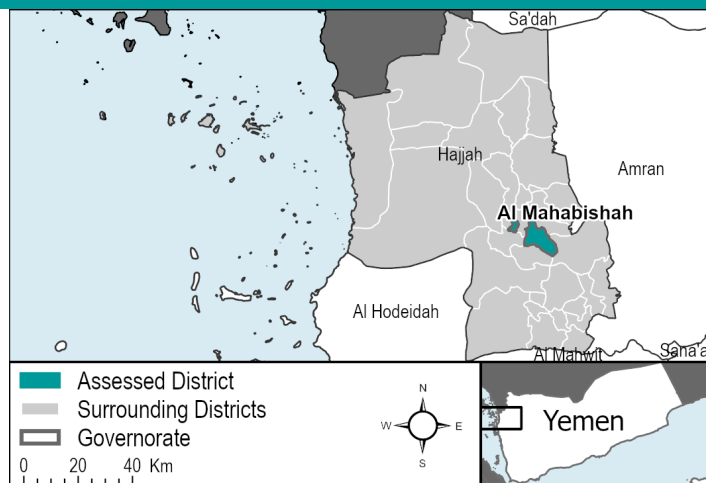 Sa'dah
Hajjah
Amran
Al Mahabishah
Al Hodeidah
Al Mahwit
Sana'a
Assessed District
Surrounding Districts
Governorate
0 20 40 Km
N
W E
S
Yemen